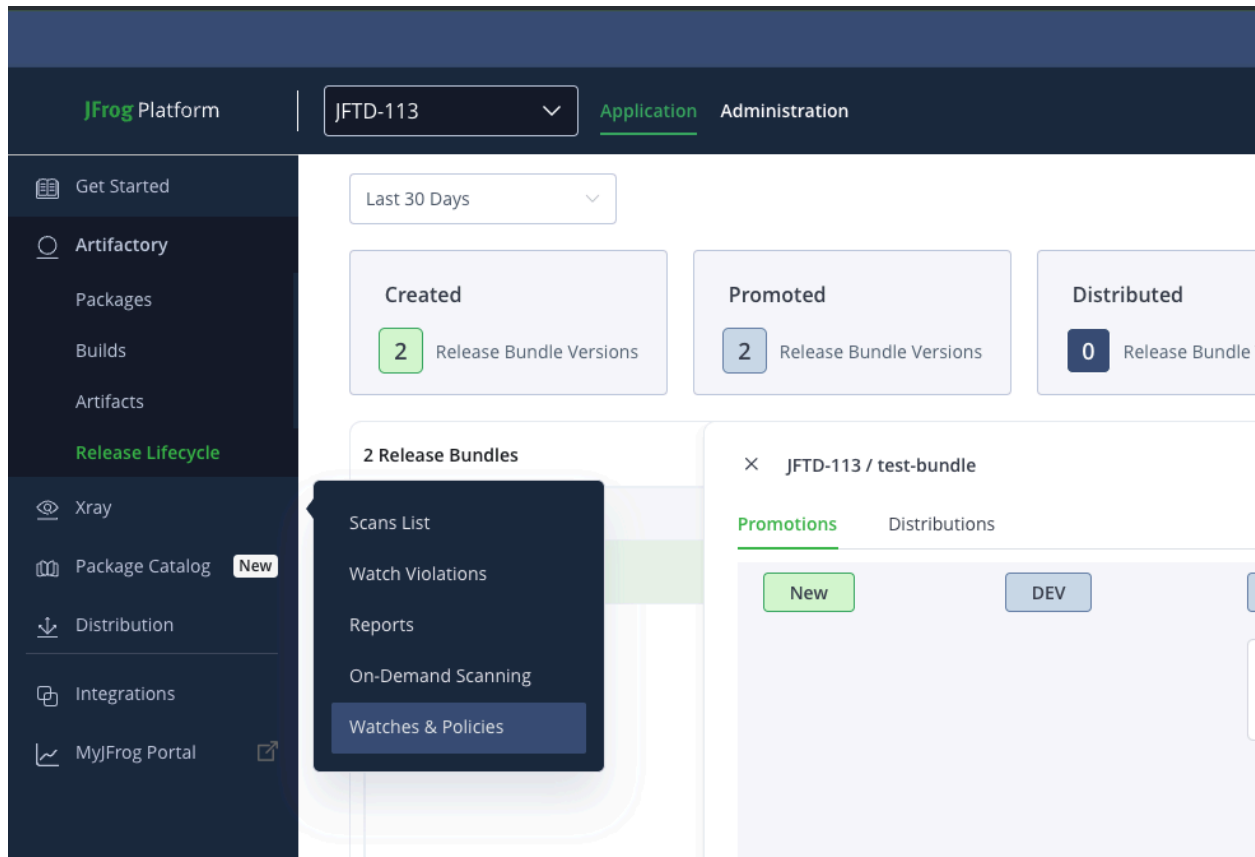 JFrog Platform
JFTD-113
Application
Administration
Get Started
Artifactory
Packages
Builds
Artifacts
Release Lifecycle
Xray
Package Catalog New
Distribution
Integrations
MyJFrog Portal
Scans List
Watch Violations
Reports
On-Demand Scanning
Watches & Policies
Last 30 Days
Created
2 Release Bundle Versions
Promoted
2 Release Bundle Versions
Distributed
0 Release Bundle
2 Release Bundles
JFTD-113 / test-bundle
Promotions
Distributions
New
DEV